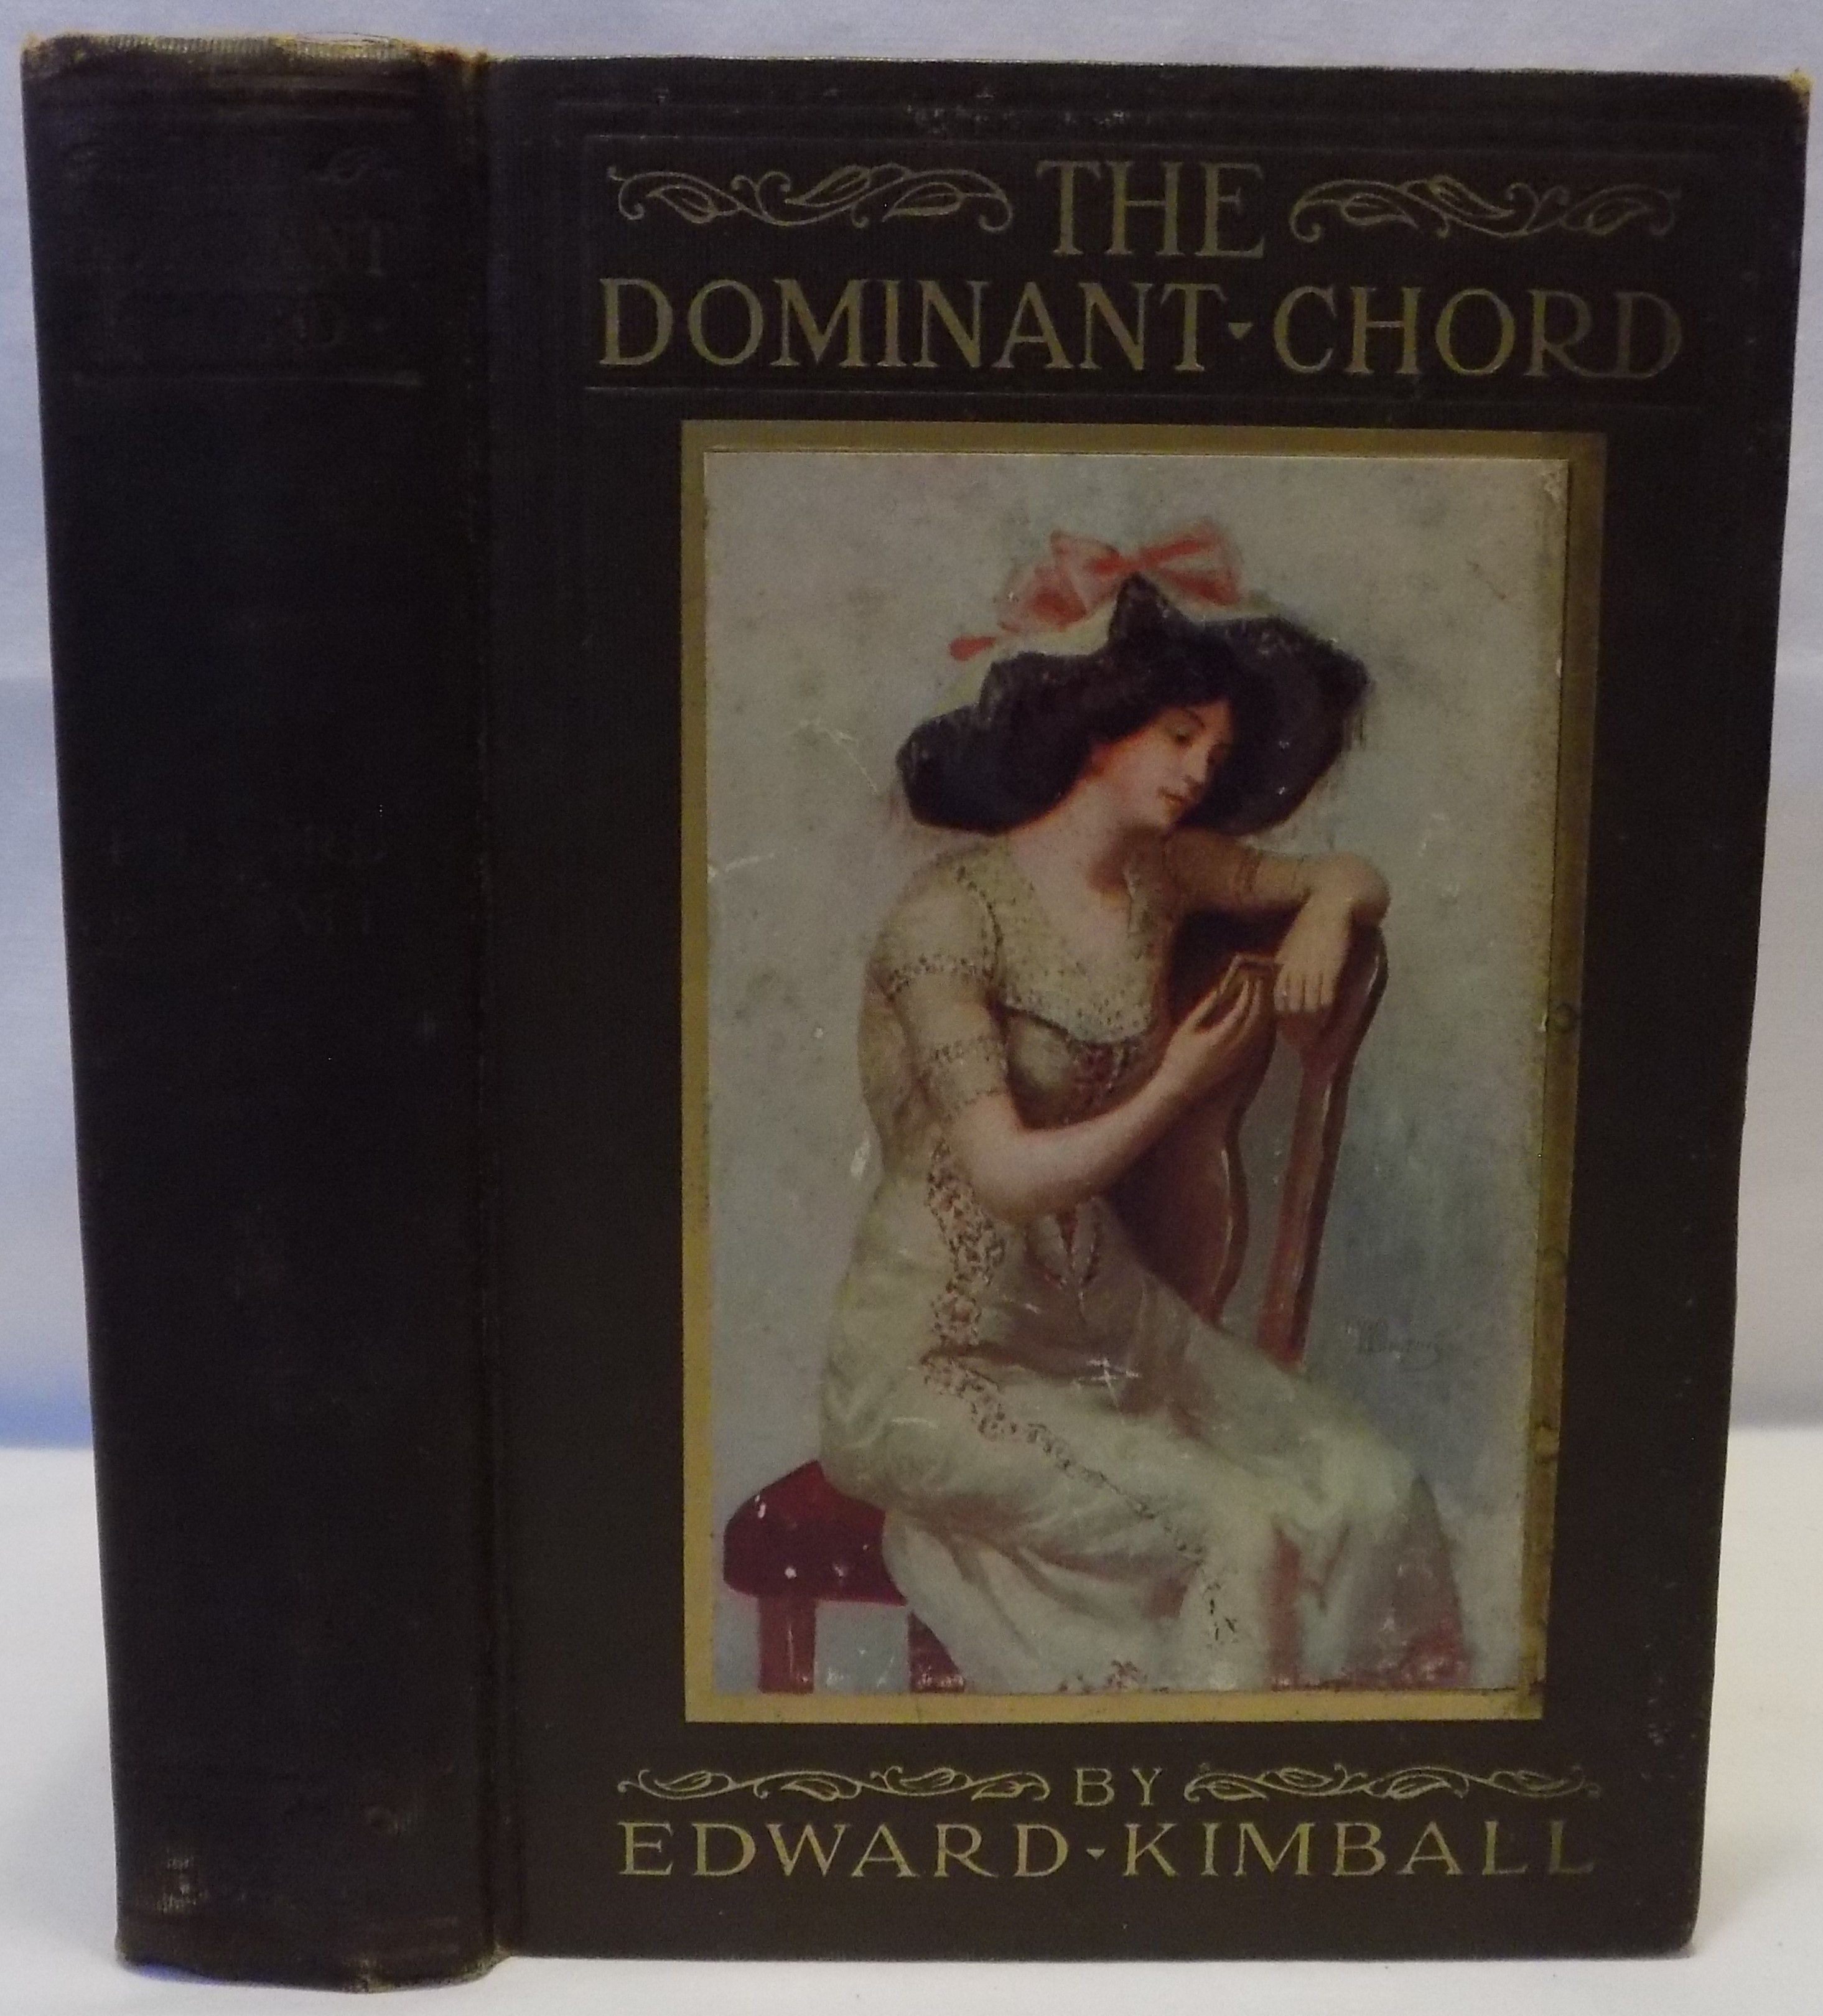 THE
DOMINANT CHORD
BY
EDWARD KIMBALL